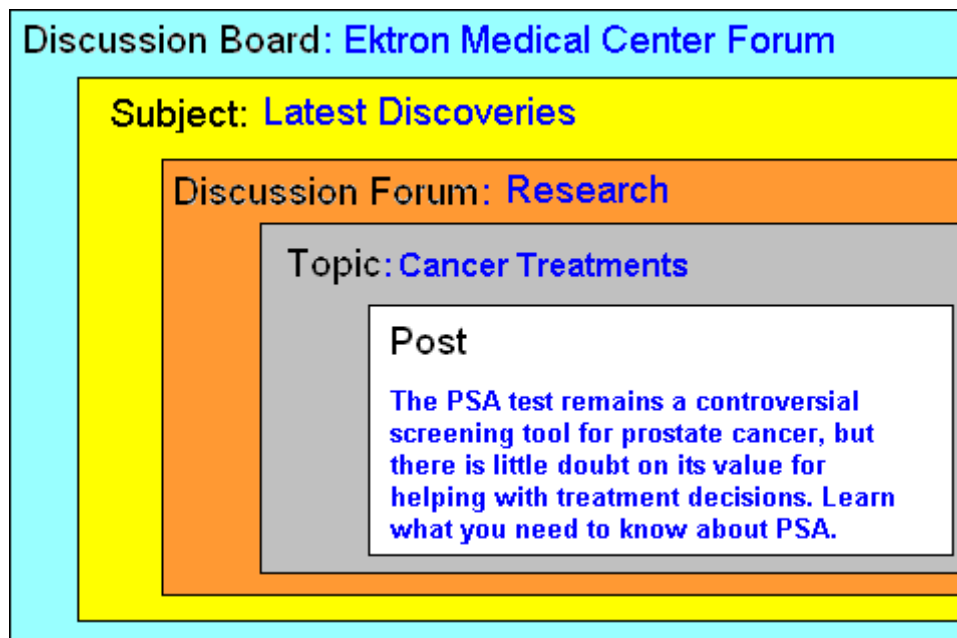 Discussion Board: Ektron Medical Center Forum
Subject: Latest Discoveries
Discussion Forum: Research
Topic: Cancer Treatments
Post
The PSA test remains a controversial
screening tool for prostate cancer, but
there is little doubt on its value for
helping with treatment decisions. Learn
what you need to know about PSA.